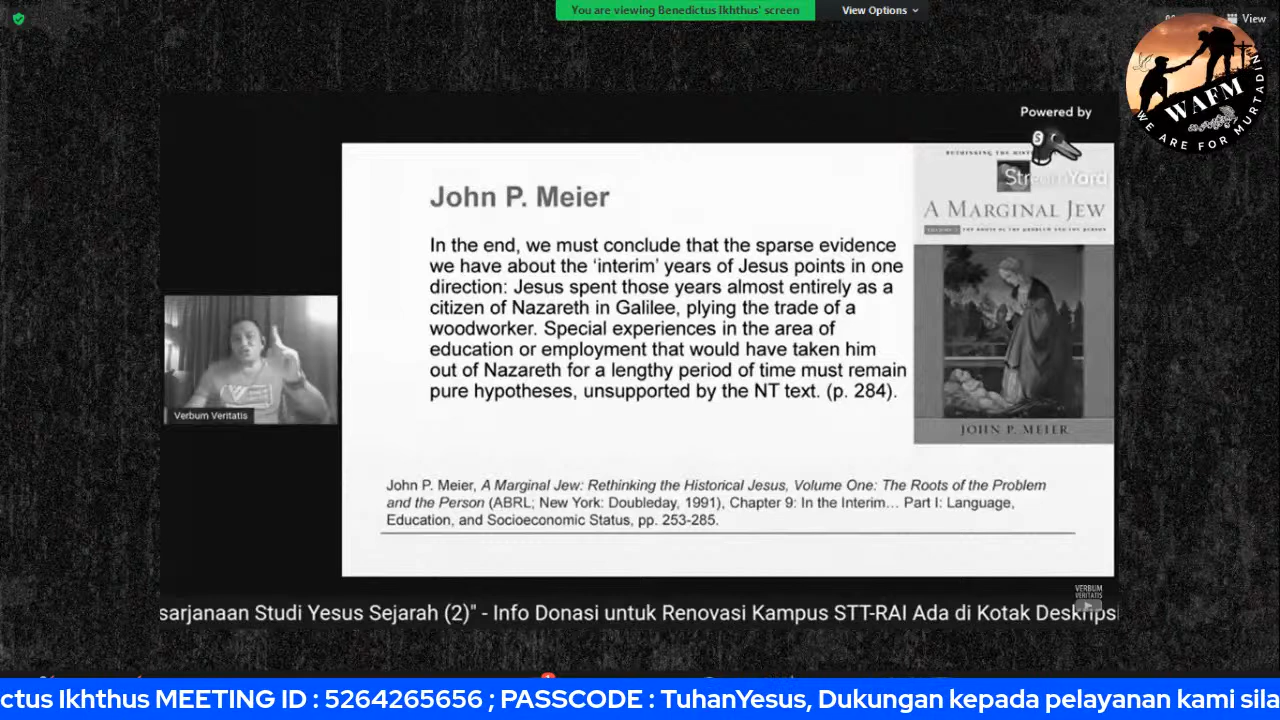 You are viewing Benedictus Ikhthus' screen
View Options
View
WAFM
WE ARE FOR MURTADIN
Powered by
StreamYard
John P. Meier
In the end, we must conclude that the sparse evidence
we have about the ‘interim’ years of Jesus points in one
direction: Jesus spent those years almost entirely as a
citizen of Nazareth in Galilee, plying the trade of a
woodworker. Special experiences in the area of
education or employment that would have taken him
out of Nazareth for a lengthy period of time must remain
pure hypotheses, unsupported by the NT text. (p. 284).
A MARGINAL JEW
JOHN P. MEIER
Verbum Veritatis
John P. Meier, A Marginal Jew: Rethinking the Historical Jesus, Volume One: The Roots of the Problem
and the Person (ABRL; New York: Doubleday, 1991), Chapter 9: In the Interim... Part I: Language,
Education, and Socioeconomic Status, pp. 253-285.
VERBUM
VERITATIS
sarjanaan Studi Yesus Sejarah (2)" - Info Donasi untuk Renovasi Kampus STT-RAI Ada di Kotak Deskripsi
ctus Ikhthus MEETING ID : 5264265656 ; PASSCODE : TuhanYesus, Dukungan kepada pelayanan kami sila